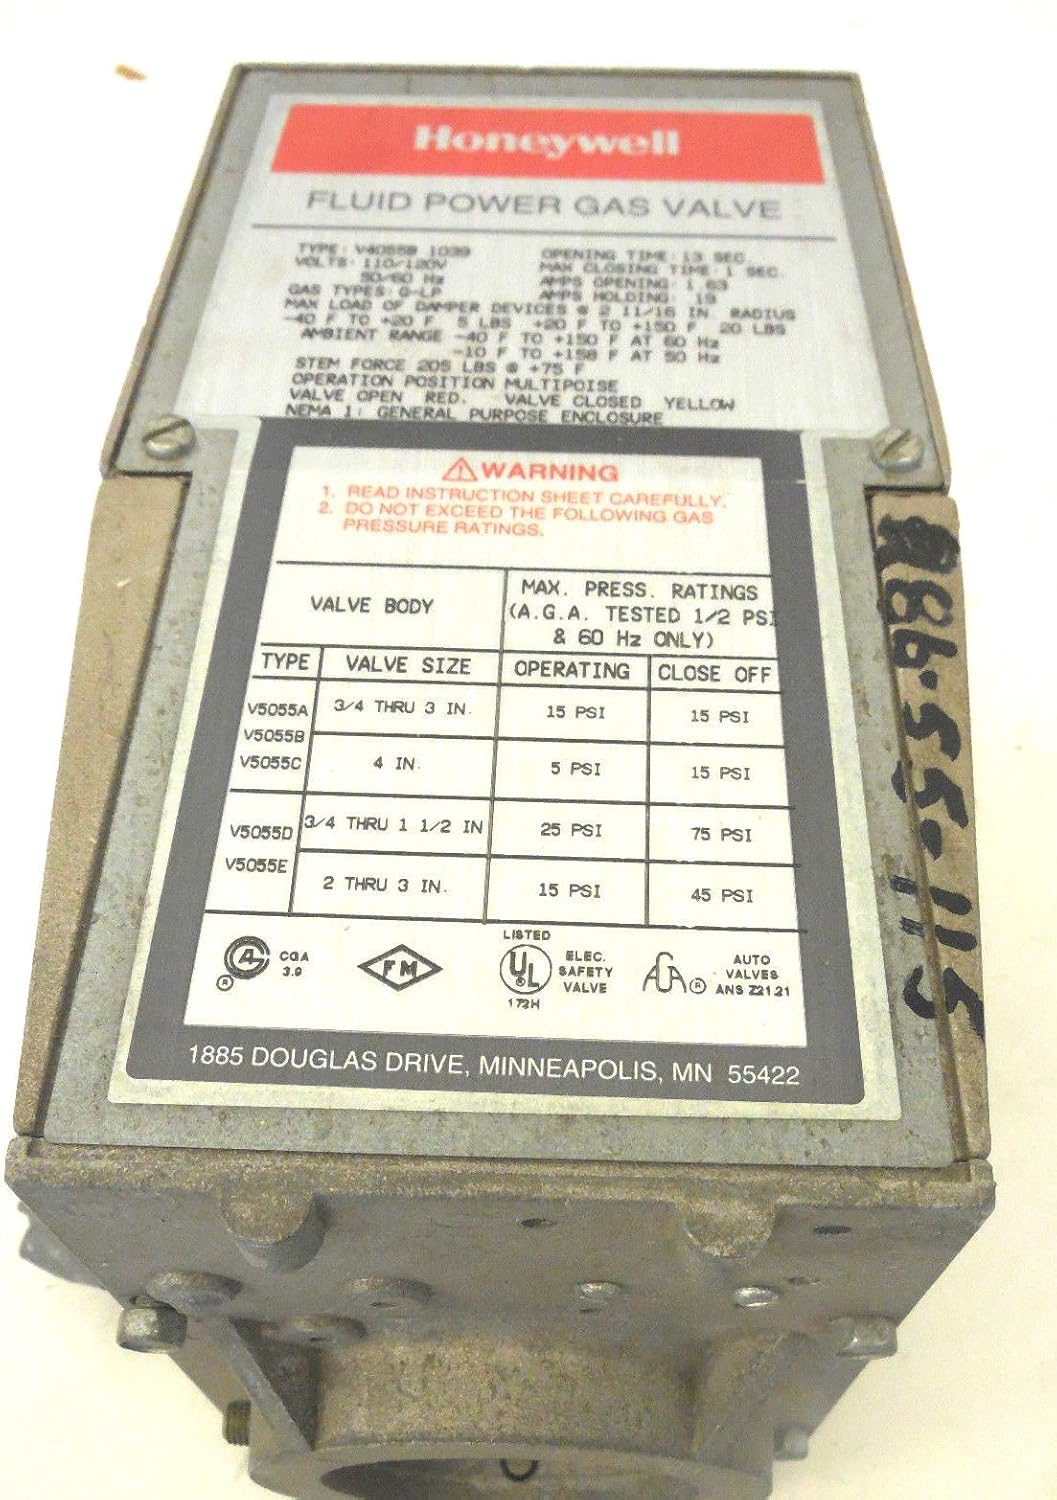 Honeywell
FLUID POWER GAS VALVE
TYPE: V4055B 1039 OPENING TIME: 13 SEC.
VOLTS: 110/120V MAX CLOSING TIME: 1 SEC.
50/60 Hz AMPS OPENING: 1.63
GAS TYPES: G-LP AMPS HOLDING: 19
MAX LOAD OF DAMPER DEVICES @ 2 11/16 IN. RADIUS
-40 F TO +20 F 5 LBS +20 F TO +150 F 20 LBS
AMBIENT RANGE -40 F TO +150 F AT 60 Hz
-10 F TO +158 F AT 50 Hz
STEM FORCE 205 LBS @ +75 F
OPERATION POSITION MULTIPOISE
VALVE OPEN RED. VALVE CLOSED YELLOW
NEMA 1: GENERAL PURPOSE ENCLOSURE
WARNING
1. READ INSTRUCTION SHEET CAREFULLY.
2. DO NOT EXCEED THE FOLLOWING GAS
PRESSURE RATINGS.
VALVE BODY
MAX. PRESS. RATINGS
(A.G.A. TESTED 1/2 PSI
& 60 Hz ONLY)
TYPE VALVE SIZE OPERATING CLOSE OFF
V5055A 3/4 THRU 3 IN. 15 PSI 15 PSI
V5055B
V5055C 4 IN. 5 PSI 15 PSI
V5055D 3/4 THRU 1 1/2 IN 25 PSI 75 PSI
V5055E 2 THRU 3 IN. 15 PSI 45 PSI
CGA
3.9
FM
LISTED
UL
172H
ELEC.
SAFETY
VALVE
AGA
AUTO
VALVES
ANS Z21.21
1885 DOUGLAS DRIVE, MINNEAPOLIS, MN 55422